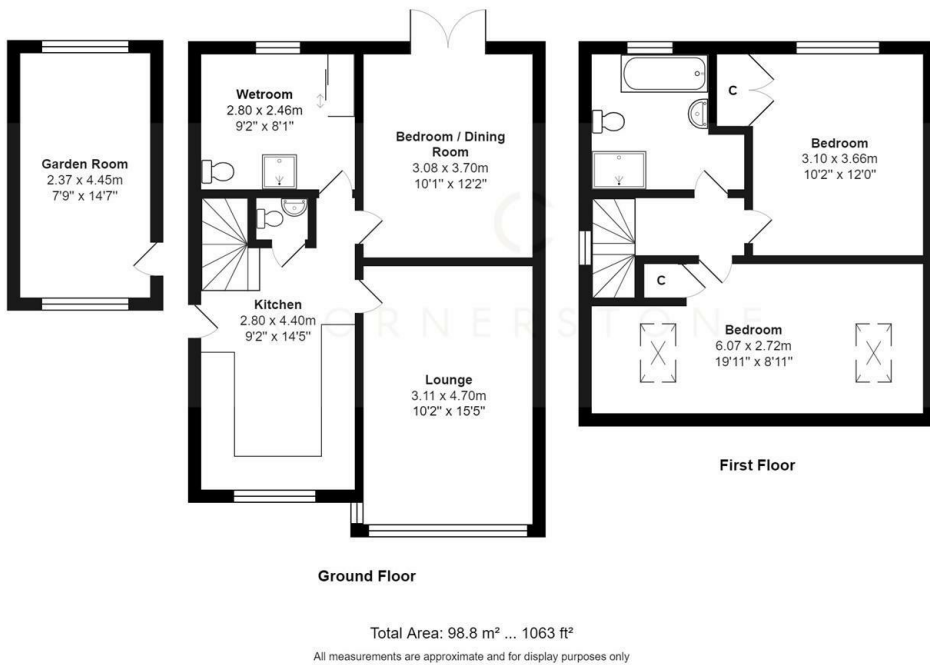 Garden Room
2.37 x 4.45m
7'9" x 14'7"
Wetroom
2.80 x 2.46m
9'2" x 8'1"
Bedroom / Dining
Room
3.08 x 3.70m
10'1" x 12'2"
Kitchen
2.80 x 4.40m
9'2" x 14'5"
Lounge
3.11 x 4.70m
10'2" x 15'5"
Ground Floor
C
Bedroom
3.10 x 3.66m
10'2" x 12'0"
C
Bedroom
6.07 x 2.72m
19'11" x 8'11"
First Floor
C
CORNERSTONE
Total Area: 98.8 m² ... 1063 ft²
All measurements are approximate and for display purposes only